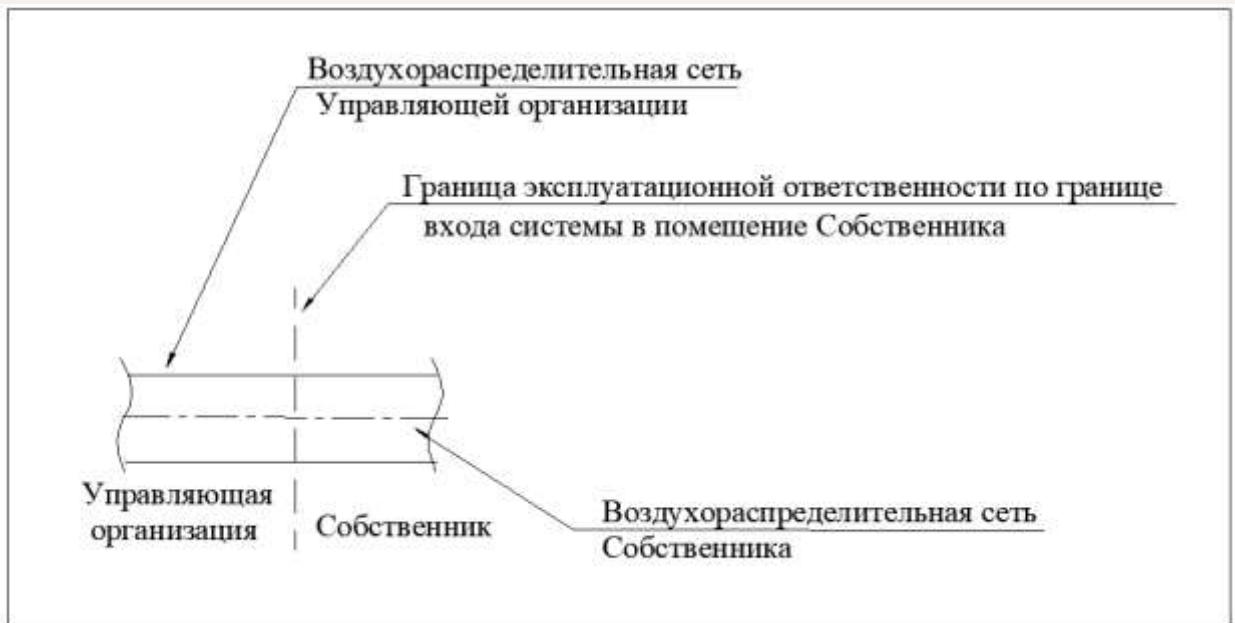 Воздухораспределительная сеть
Управляющей организации
Граница эксплуатационной ответственности по границе
входа системы в помещение Собственника
Управляющая
организация
Собственник
Воздухораспределительная сеть
Собственника